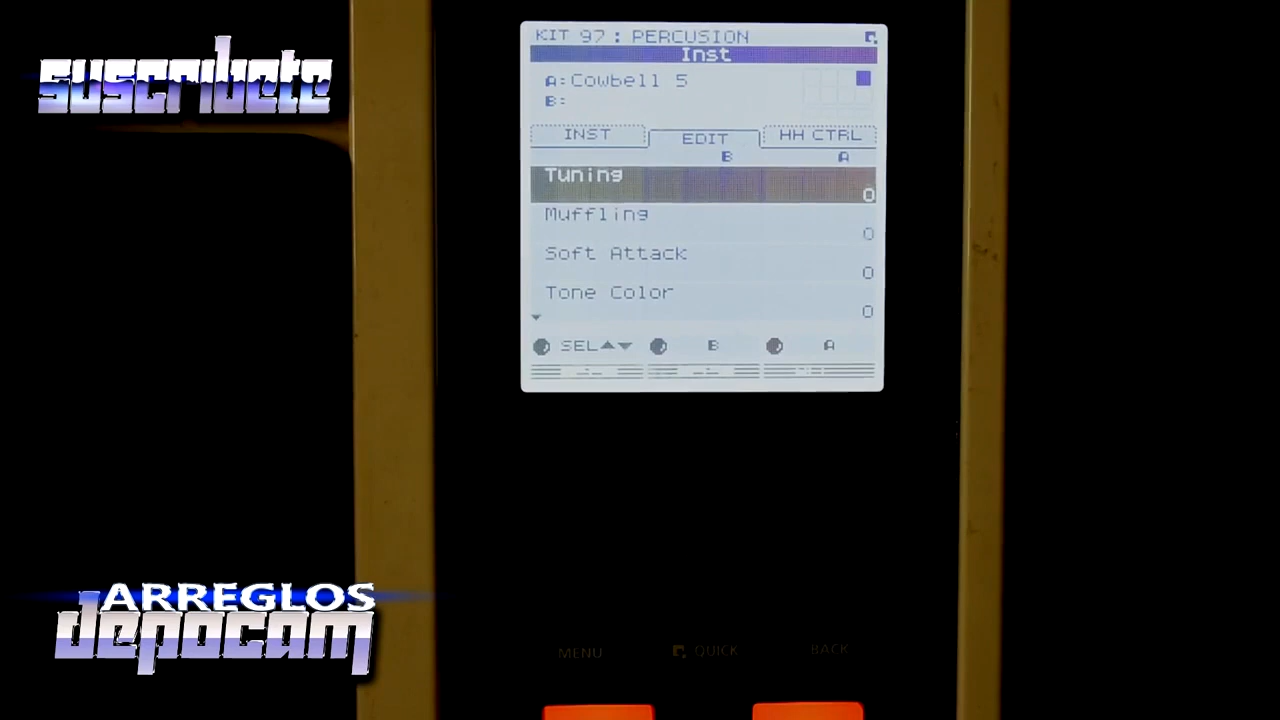 suscribete
KIT 97 : PERCUSION
Inst
A:Cowbell 5
B:
INST EDIT HH CTRL
B A
Tuning
0
Muffling
0
Soft Attack
0
Tone Color
0
SEL▲▼ B A
ARREGLOS
depocam
MENU QUICK BACK